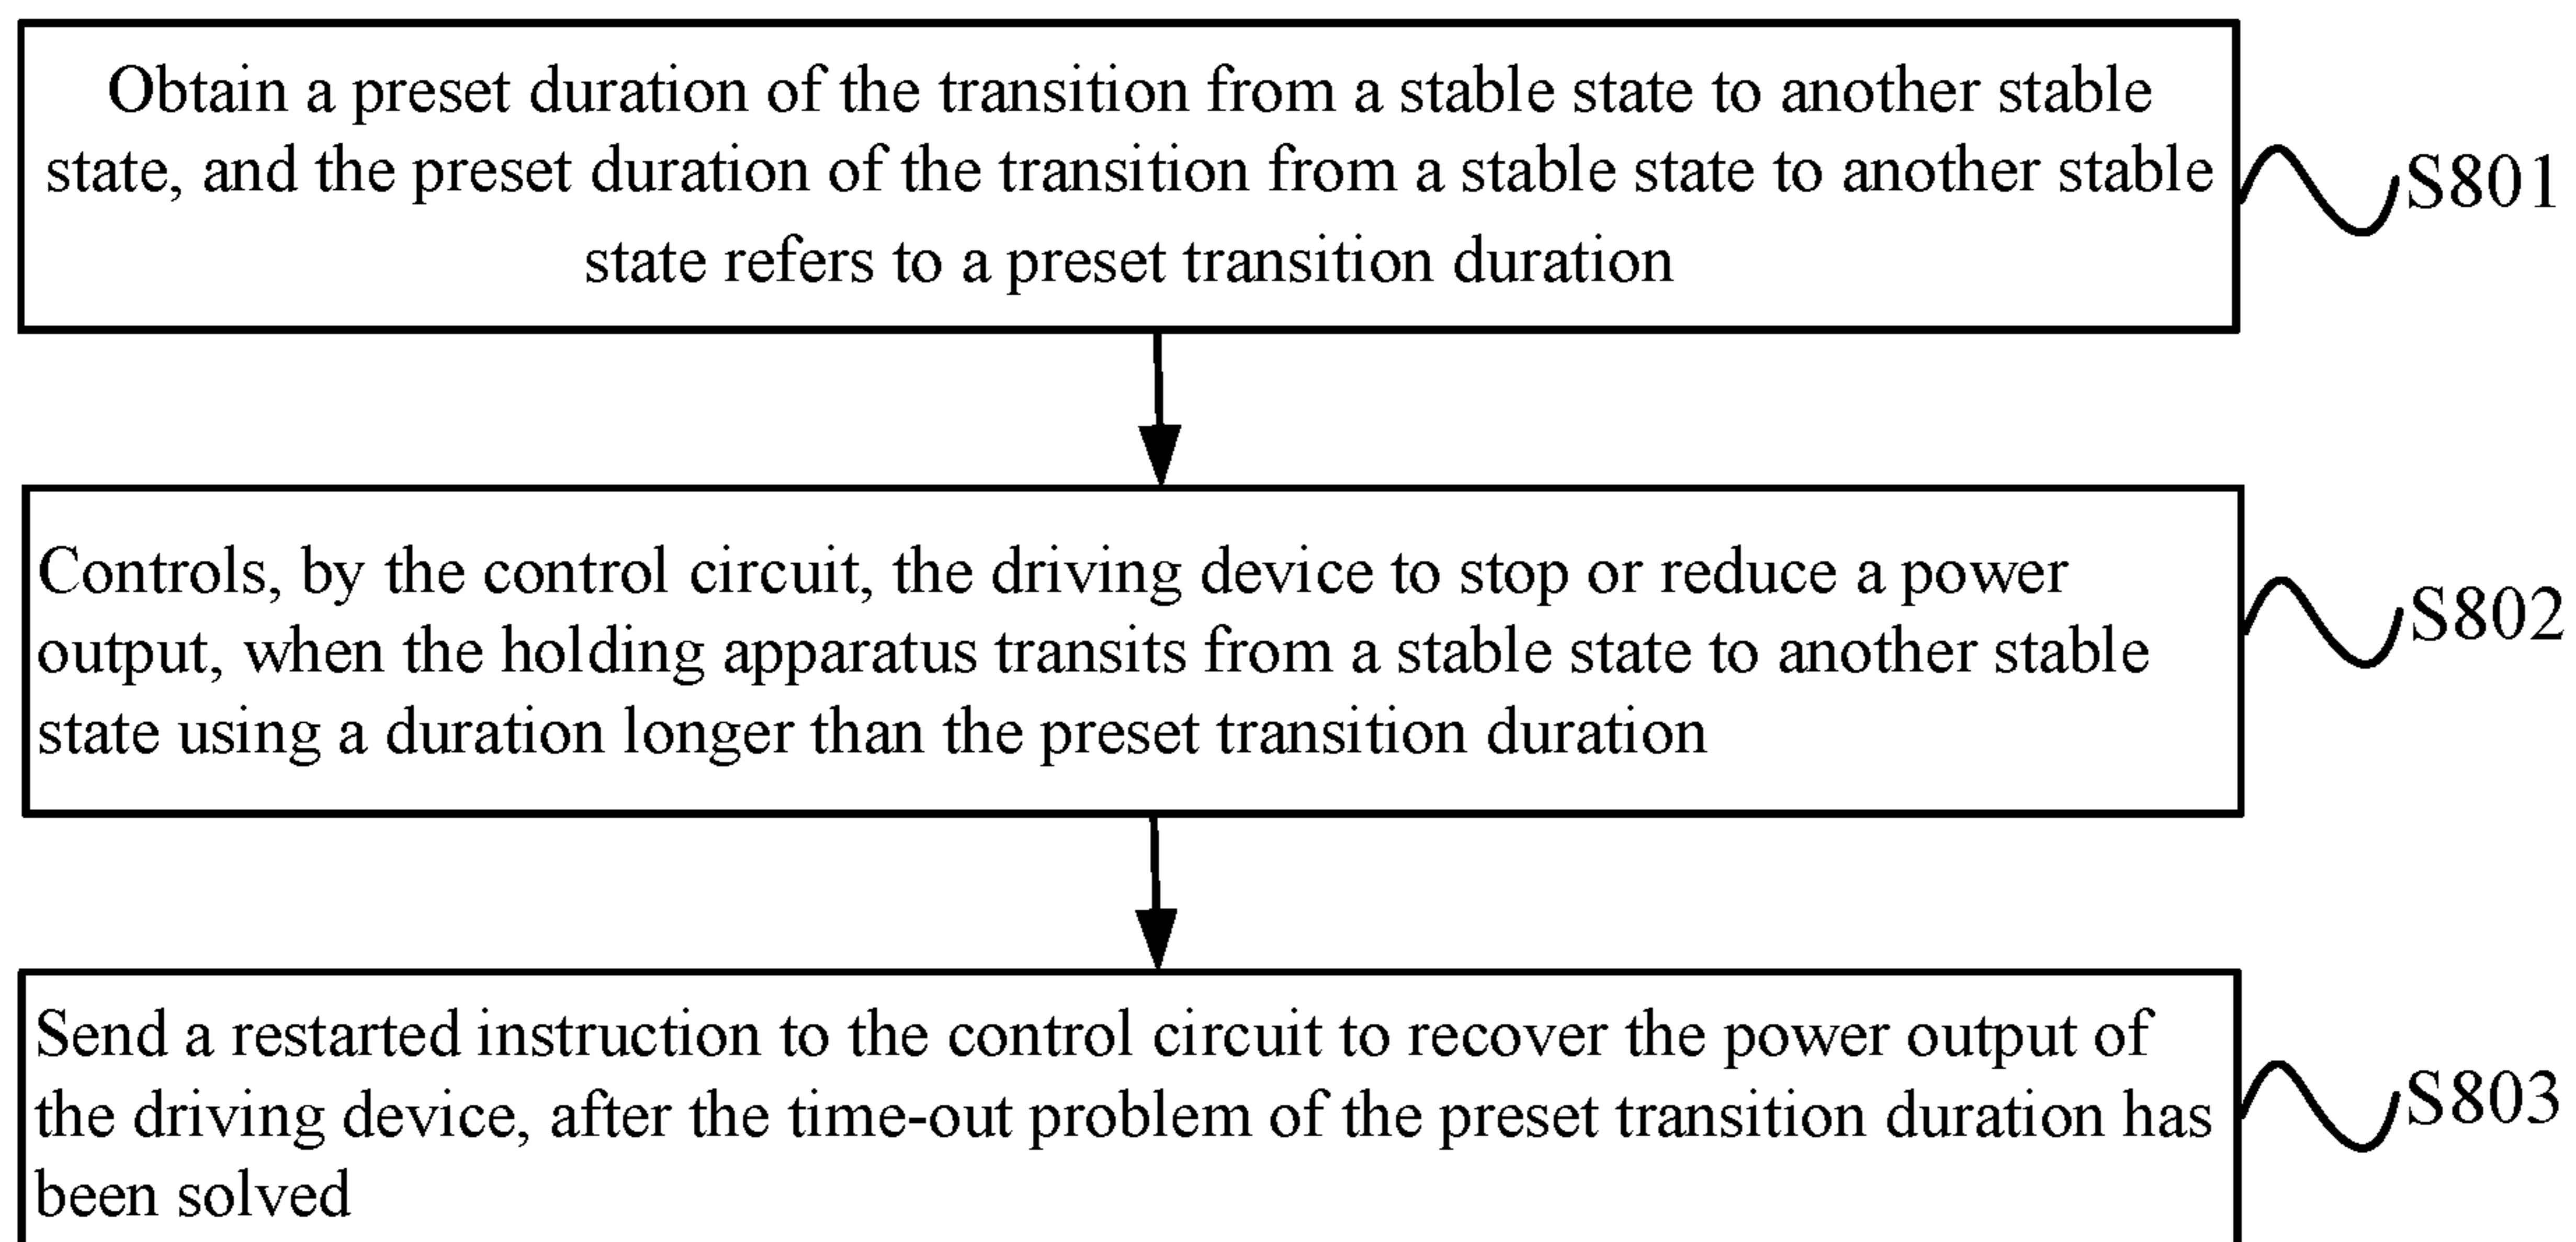 Obtain a preset duration of the transition from a stable state to another stable
state, and the preset duration of the transition from a stable state to another stable
state refers to a preset transition duration
S801
Controls, by the control circuit, the driving device to stop or reduce a power
output, when the holding apparatus transits from a stable state to another stable
state using a duration longer than the preset transition duration
S802
Send a restarted instruction to the control circuit to recover the power output of
the driving device, after the time-out problem of the preset transition duration has
been solved
S803